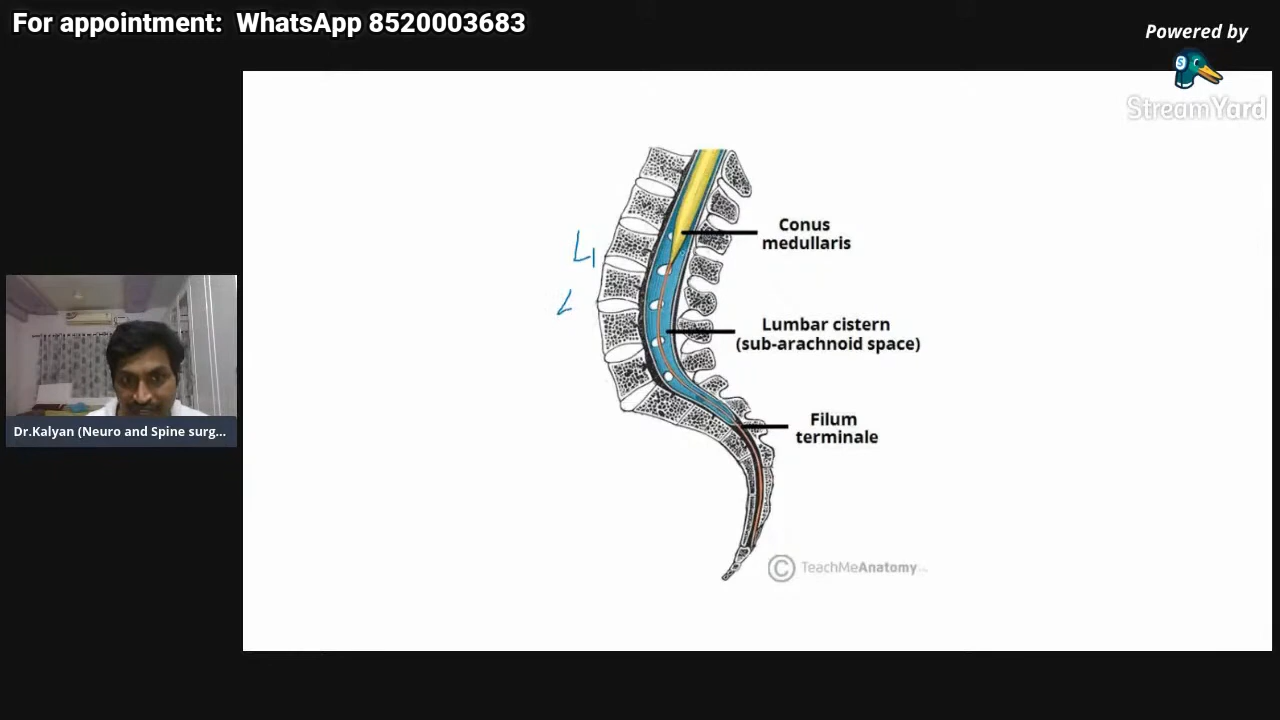 For appointment: WhatsApp 8520003683
Powered by
StreamYard
Conus
medullaris
L1
L
Lumbar cistern
(sub-arachnoid space)
Filum
terminale
© TeachMeAnatomy
Dr.Kalyan (Neuro and Spine surg...